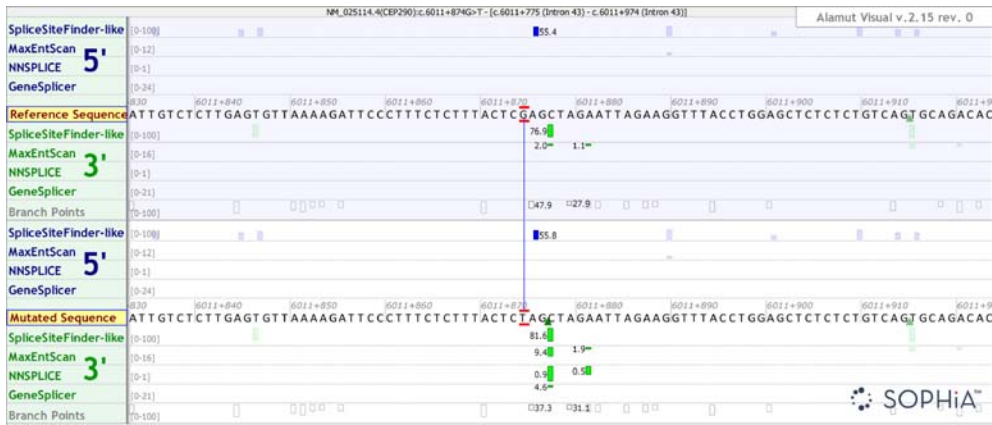 NM_025114.4(CEP290):c.6011+874G>T - [c.6011+775 (Intron 43) - c.6011+974 (Intron 43)]
Alamut Visual v.2.15 rev. 0
SpliceSiteFinder-like [0-100] 55.4
MaxEntScan [0-12]
5'
NNSPLICE [0-1]
GeneSplicer [0-24]
830 6011+840 6011+850 6011+860 6011+870 6011+880 6011+890 6011+900 6011+910 6011+9
Reference Sequence ATTGTCTCTTGAGTGTTAAAAGATTCCCTTTCTCTTTACTCGAGCTAGAATTAGAAGGTTTACCTGGAGCTCTCTCTGTCAGTGCAGACAC
SpliceSiteFinder-like [0-100] 76.9
MaxEntScan [0-16] 2.0 1.1
3'
NNSPLICE [0-1]
GeneSplicer [0-21]
Branch Points [0-100] 47.9 27.9
SpliceSiteFinder-like [0-100] 55.8
MaxEntScan [0-12]
5'
NNSPLICE [0-1]
GeneSplicer [0-24]
830 6011+840 6011+850 6011+860 6011+870 6011+880 6011+890 6011+900 6011+910 6011+9
Mutated Sequence ATTGTCTCTTGAGTGTTAAAAGATTCCCTTTCTCTTTACTCTAGCTAGAATTAGAAGGTTTACCTGGAGCTCTCTCTGTCAGTGCAGACAC
SpliceSiteFinder-like [0-100] 81.6
MaxEntScan [0-16] 9.4 1.9
3'
NNSPLICE [0-1] 0.9 0.5
GeneSplicer [0-21] 4.6
Branch Points [0-100] 37.3 31.1
SOPHiA™